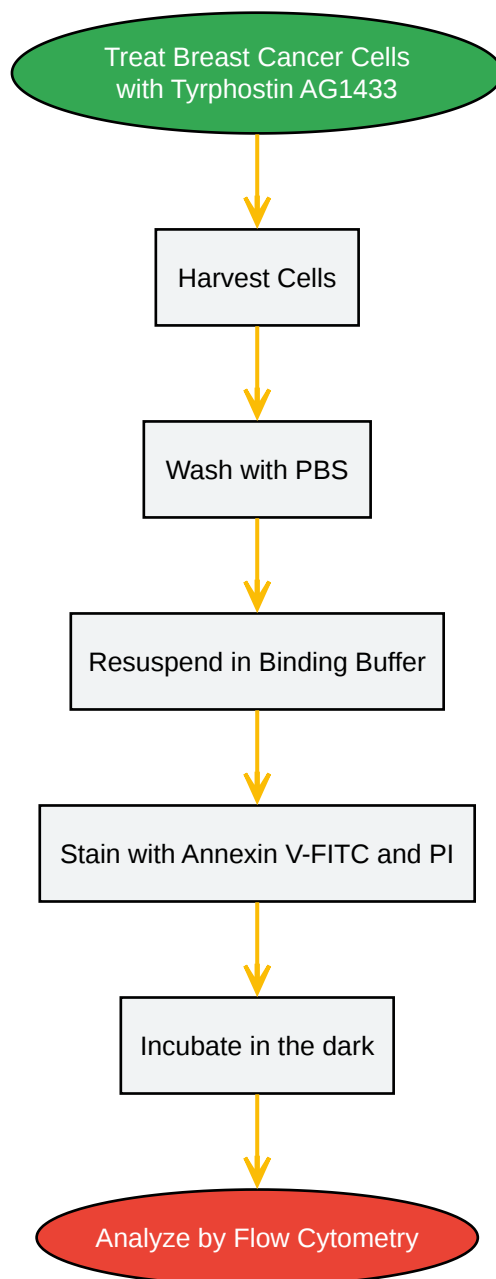 Treat Breast Cancer Cells
with Tyrphostin AG1433
Harvest Cells
Wash with PBS
Resuspend in Binding Buffer
Stain with Annexin V-FITC and PI
Incubate in the dark
Analyze by Flow Cytometry